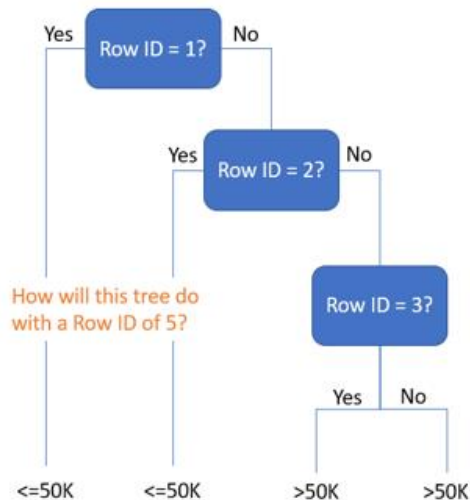 Yes
Row ID = 1?
No
Yes
Row ID = 2?
No
How will this tree do
with a Row ID of 5?
Row ID = 3?
Yes
No
<=50K
<=50K
>50K
>50K